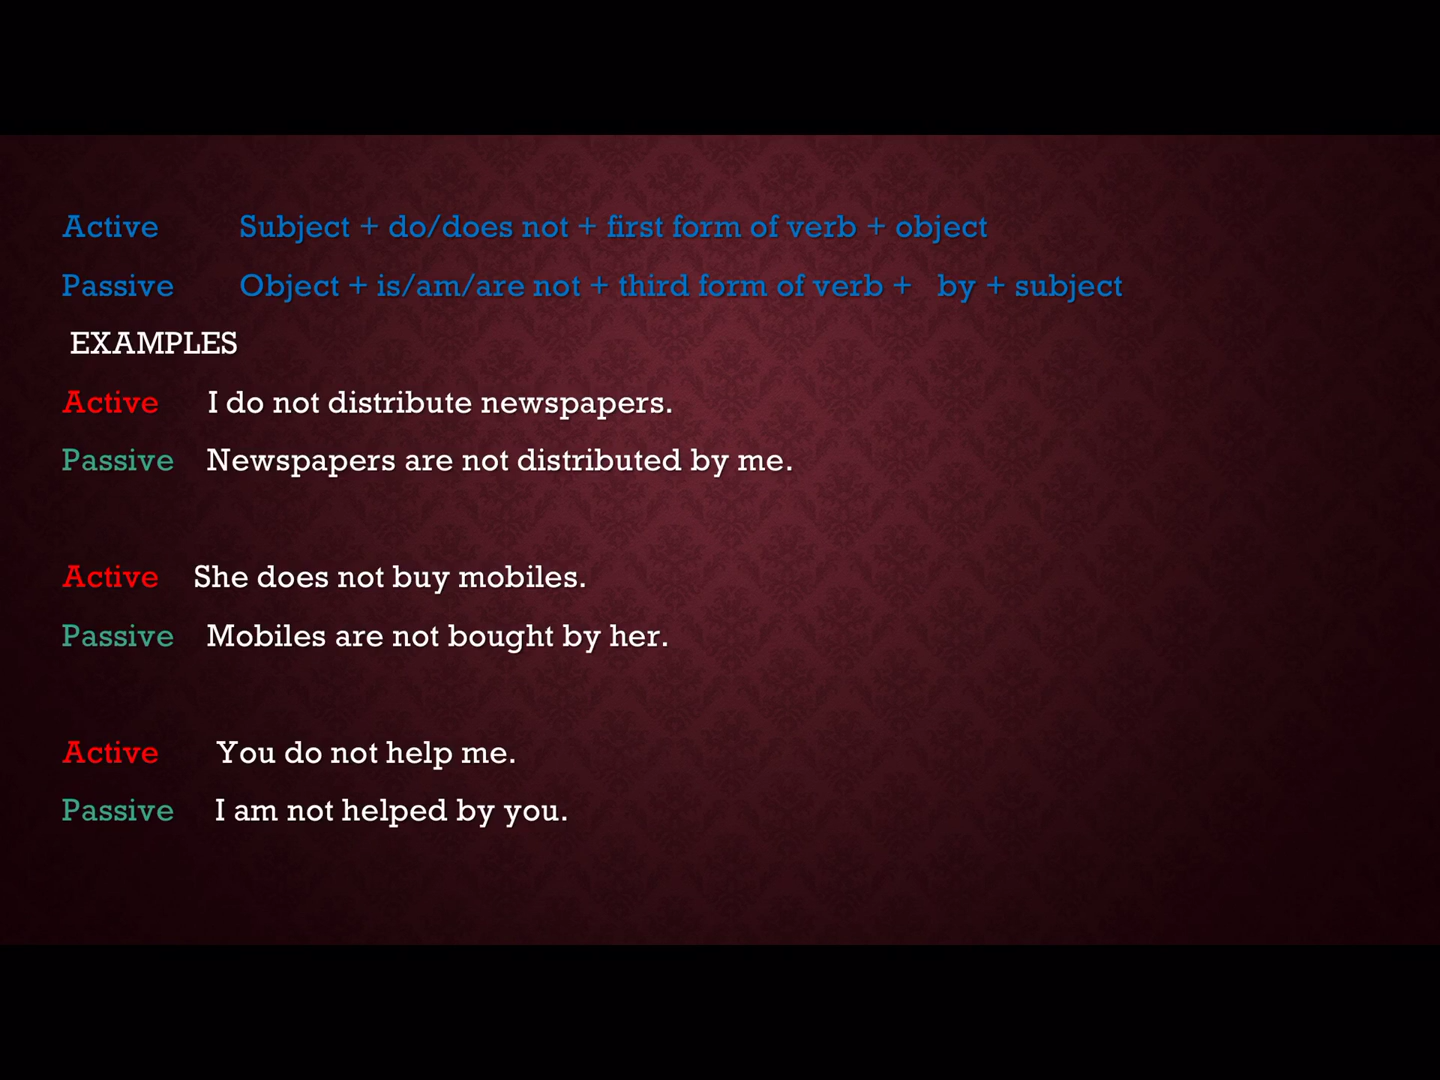 Active Subject + do/does not + first form of verb + object
Passive Object + is/am/are not + third form of verb + by + subject
EXAMPLES
Active I do not distribute newspapers.
Passive Newspapers are not distributed by me.
Active She does not buy mobiles.
Passive Mobiles are not bought by her.
Active You do not help me.
Passive I am not helped by you.